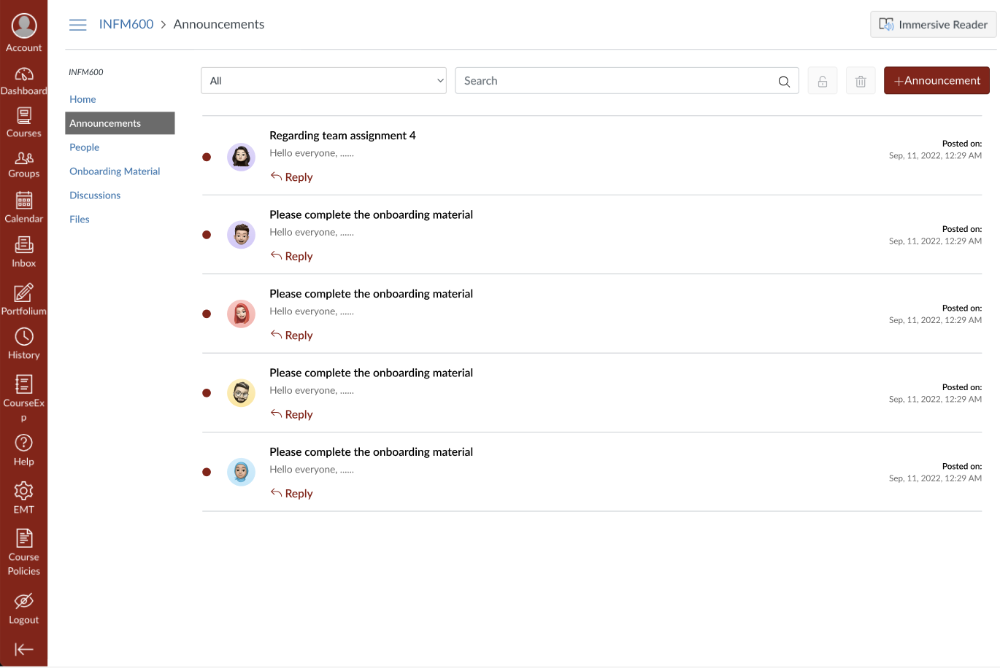 Account
Dashboard
Courses
Groups
Calendar
Inbox
Portfolium
History
CourseEx
p
Help
EMT
Course
Policies
Logout
INFM600 > Announcements
Immersive Reader
INFM600
Home
Announcements
People
Onboarding Material
Discussions
Files
All
Search
+Announcement
Regarding team assignment 4
Hello everyone, ......
Reply
Posted on:
Sep, 11, 2022, 12:29 AM
Please complete the onboarding material
Hello everyone, ......
Reply
Posted on:
Sep, 11, 2022, 12:29 AM
Please complete the onboarding material
Hello everyone, ......
Reply
Posted on:
Sep, 11, 2022, 12:29 AM
Please complete the onboarding material
Hello everyone, ......
Reply
Posted on:
Sep, 11, 2022, 12:29 AM
Please complete the onboarding material
Hello everyone, ......
Reply
Posted on:
Sep, 11, 2022, 12:29 AM